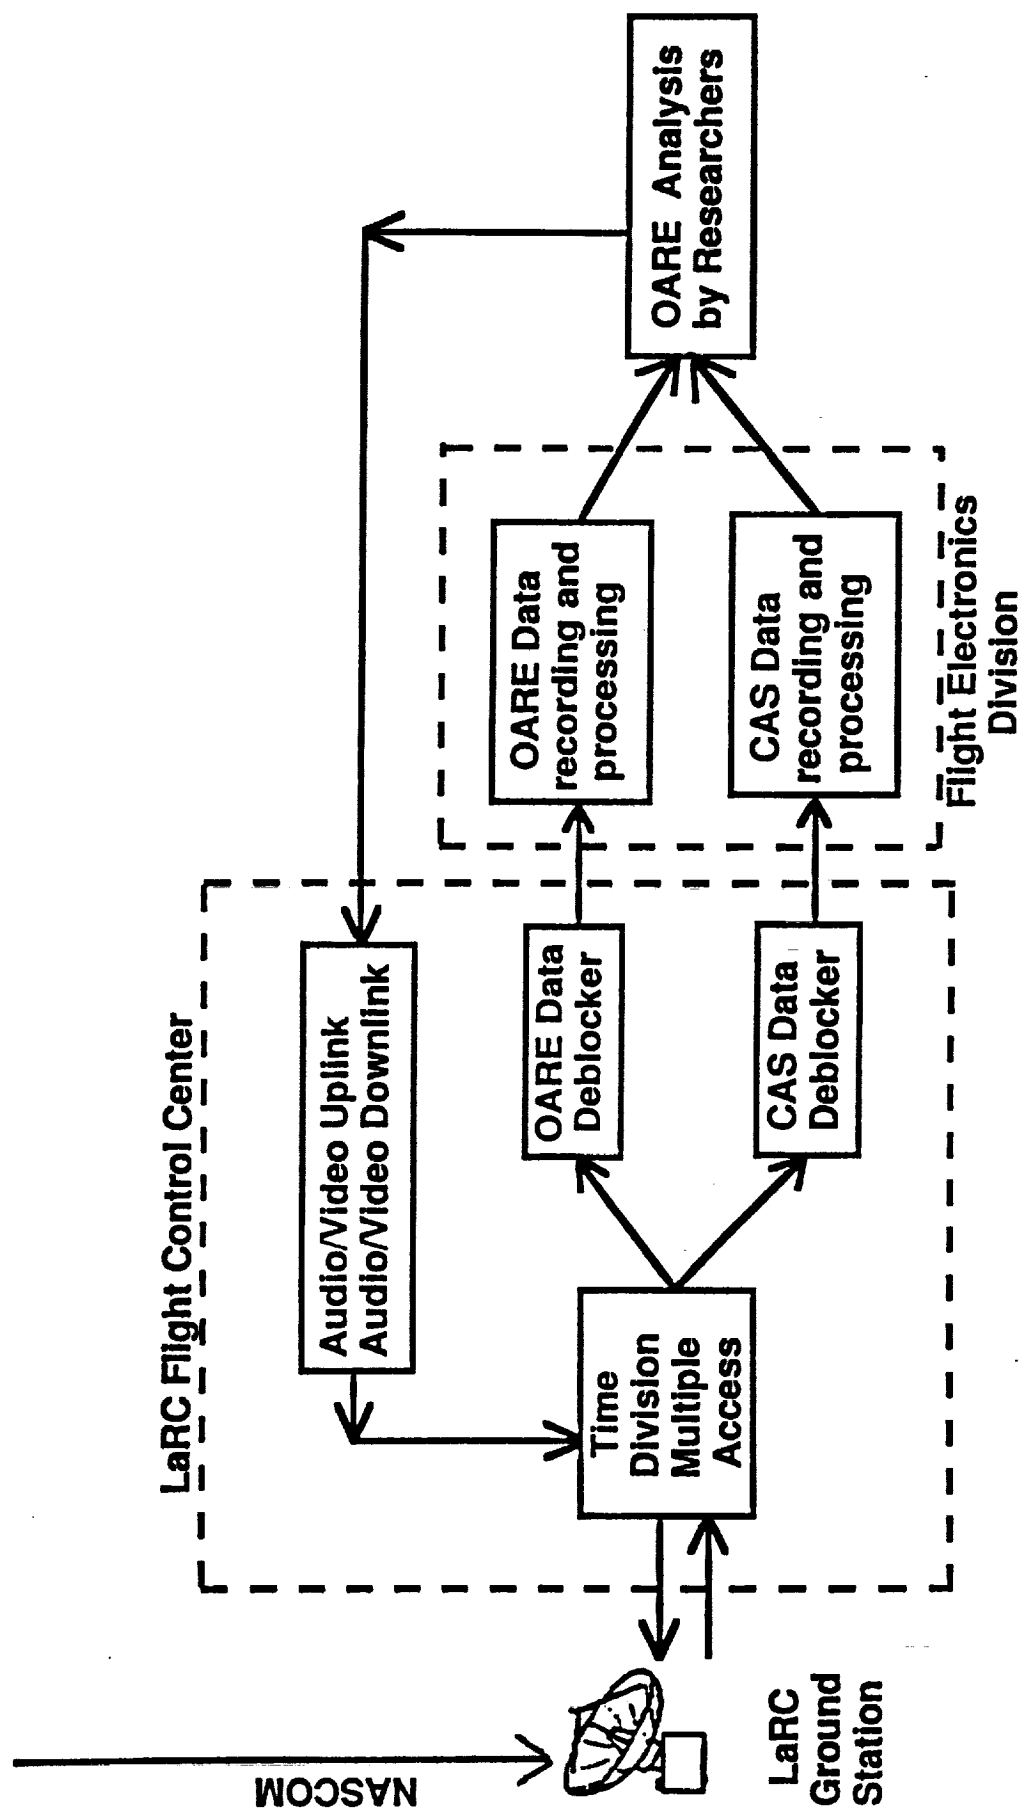 NASCOM
LaRC
Ground
Station
LaRC Flight Control Center
Audio/Video Uplink
Audio/Video Downlink
Time
Division
Multiple
Access
OARE Data
Deblocker
CAS Data
Deblocker
OARE Data
recording and
processing
CAS Data
recording and
processing
Flight Electronics
Division
OARE Analysis
by Researchers